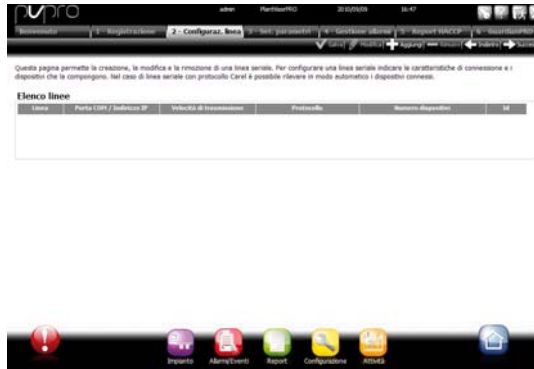 pvpro
admin PlantVisorPRO 2010/09/09 16:47
Benvenuto 1 - Registrazione 2 - Configuraz. linea 3 - Set. parametri 4 - Gestione allarmi 5 - Report HACCP 6 - GuardianPRO
Salva Modifica Aggiungi Rimuovi Indietro
Questa pagina permette la creazione, la modifica e la rimozione di una linea seriale. Per configurare una linea seriale indicare le caratteristiche di connessione e i
dispositivi che la compongono. Nel caso di linea seriale con protocollo Carel è possibile rilevare in modo automatico i dispositivi connessi.
Elenco linee
Linea Porta COM / Indirizzo IP Velocità di trasmissione Protocollo Numero dispositivi Id
Impianto Allarmi/Eventi Report Configurazione Attività